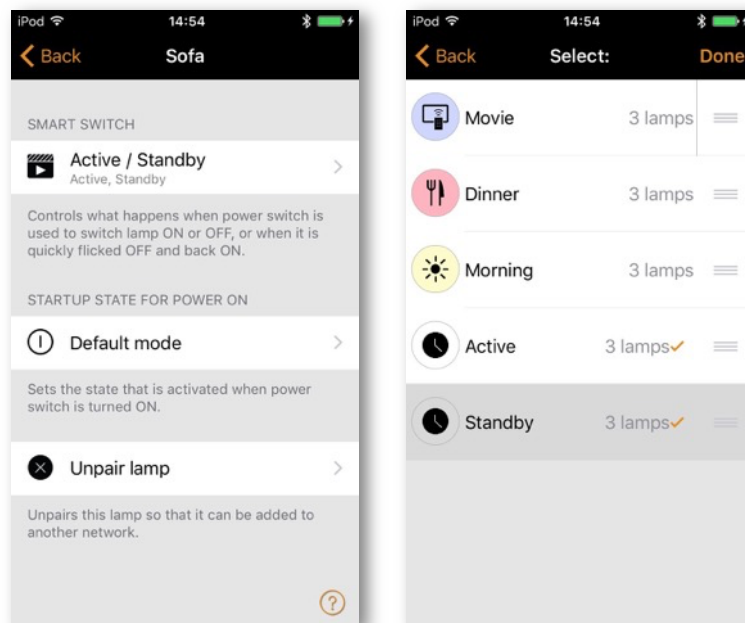 iPod 14:54
Back Sofa
SMART SWITCH
Active / Standby
Active, Standby
Controls what happens when power switch is
used to switch lamp ON or OFF, or when it is
quickly flicked OFF and back ON.
STARTUP STATE FOR POWER ON
Default mode
Sets the state that is activated when power
switch is turned ON.
Unpair lamp
Unpairs this lamp so that it can be added to
another network.
?
iPod 14:54
Back Select: Done
Movie 3 lamps
Dinner 3 lamps
Morning 3 lamps
Active 3 lamps
Standby 3 lamps